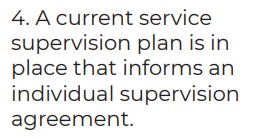 4. A current service
supervision plan is in
place that informs an
individual supervision
agreement.